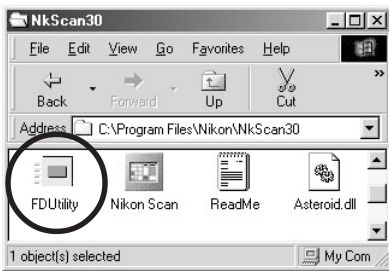 NkScan30
File Edit View Go Favorites Help
Back Forward Up Cut »
Address C:\Program Files\Nikon\NkScan30
FDUtility Nikon Scan ReadMe Asteroid.dll
1 object(s) selected My Com